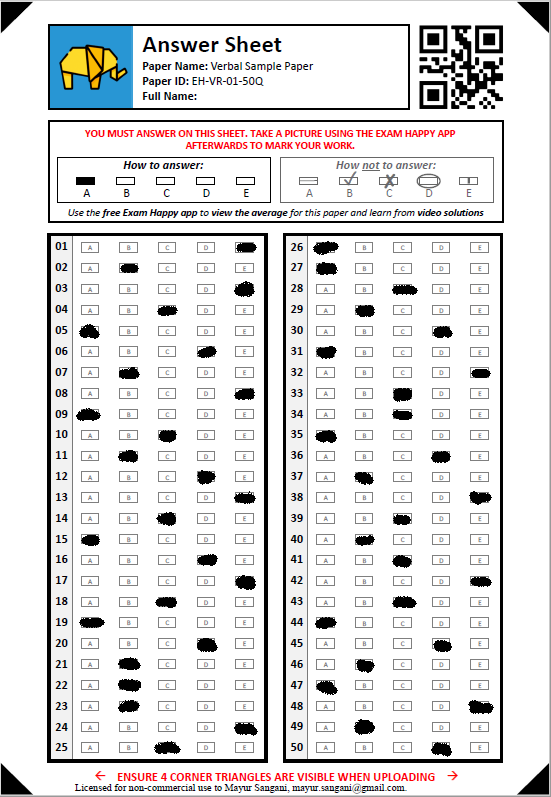 Answer Sheet
Paper Name: Verbal Sample Paper
Paper ID: EH-VR-01-50Q
Full Name:
YOU MUST ANSWER ON THIS SHEET. TAKE A PICTURE USING THE EXAM HAPPY APP
AFTERWARDS TO MARK YOUR WORK.
How to answer:
A B C D E
How not to answer:
A B C D E
Use the free Exam Happy app to view the average for this paper and learn from video solutions
01 A B C D
02 A C D E
03 A B C D
04 A B D E
05 B C D E
06 A B C E
07 A C D E
08 A B C D
09 B C D E
10 A B D E
11 A C D E
12 A B C E
13 A B C D
14 A B D E
15 B C D E
16 A B C E
17 A B C D
18 A B D E
19 B C D E
20 A B C E
21 A C D E
22 A C D E
23 A C D E
24 A B C D
25 A B D E
26 B C D E
27 B C D E
28 A B D E
29 A C D E
30 A B C E
31 B C D E
32 A B C D
33 A B D E
34 A B D E
35 B C D E
36 A B C E
37 A C D E
38 A B C D
39 A B D E
40 A C D E
41 A B D E
42 A B C D
43 A B D E
44 B C D E
45 A B C E
46 A C D E
47 B C D E
48 A B C D
49 A C D E
50 A B C E
← ENSURE 4 CORNER TRIANGLES ARE VISIBLE WHEN UPLOADING →
Licensed for non-commercial use to Mayur Sangani, mayur.sangani@gmail.com.